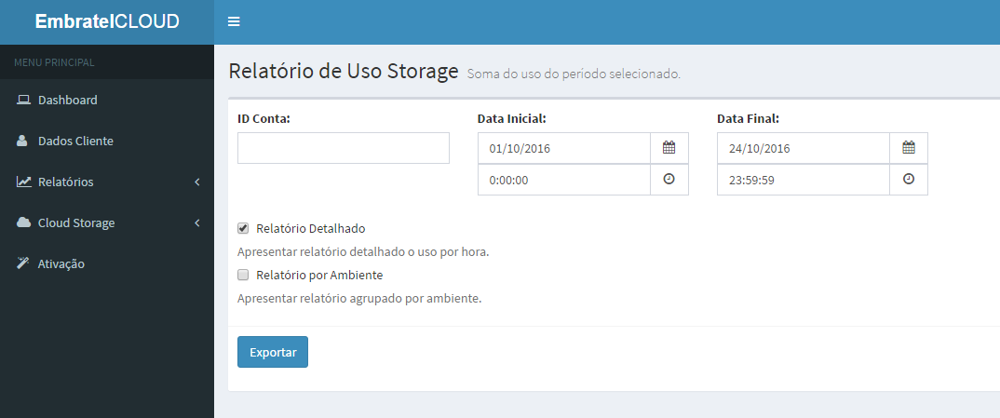 EmbratelCLOUD
MENU PRINCIPAL
Dashboard
Dados Cliente
Relatórios
Cloud Storage
Ativação
Relatório de Uso Storage Soma do uso do período selecionado.
ID Conta: Data Inicial: Data Final:
01/10/2016 24/10/2016
0:00:00 23:59:59
Relatório Detalhado
Apresentar relatório detalhado o uso por hora.
Relatório por Ambiente
Apresentar relatório agrupado por ambiente.
Exportar